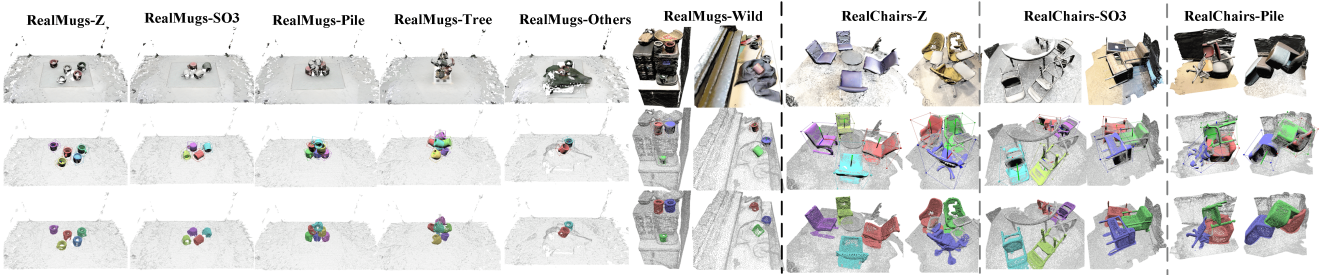 RealMugs-Z
RealMugs-SO3
RealMugs-Pile
RealMugs-Tree
RealMugs-Others
RealMugs-Wild
RealChairs-Z
RealChairs-SO3
RealChairs-Pile